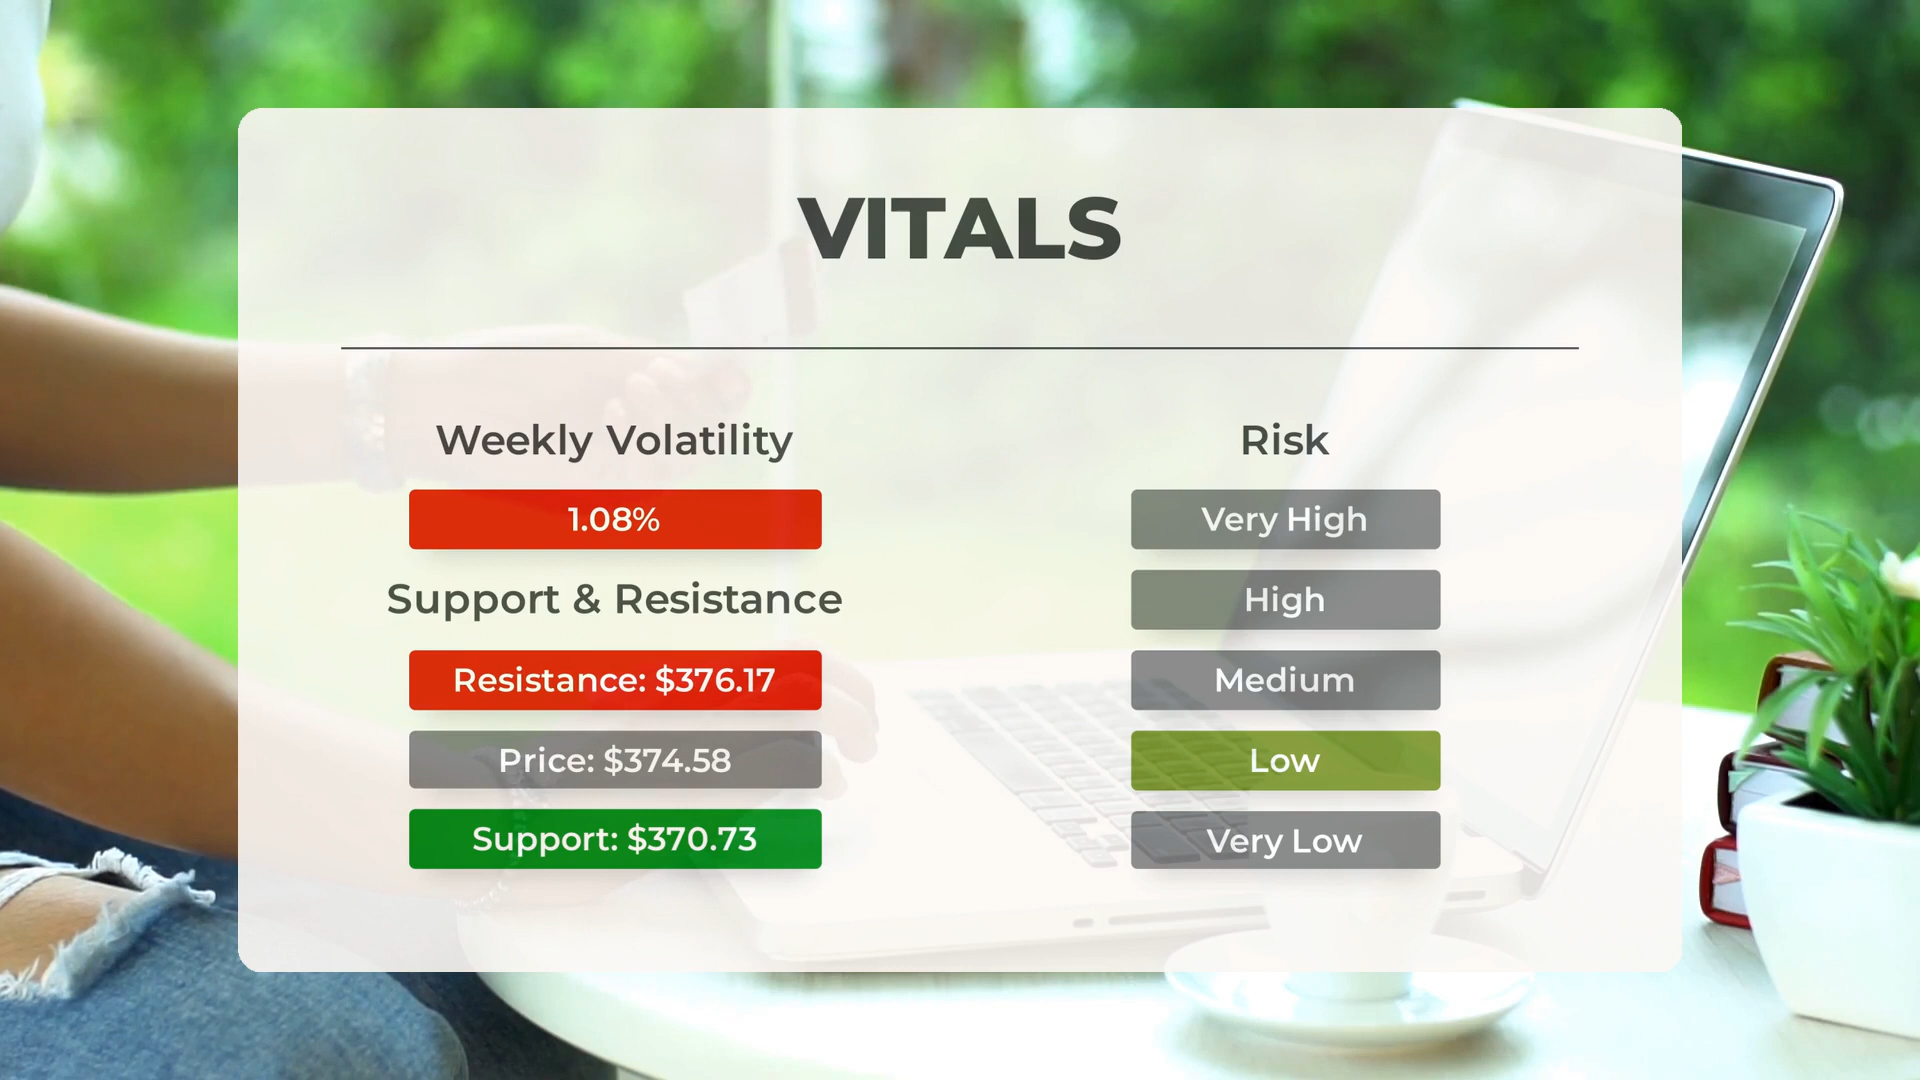 VITALS
Weekly Volatility
1.08%
Support & Resistance
Resistance: $376.17
Price: $374.58
Support: $370.73
Risk
Very High
High
Medium
Low
Very Low